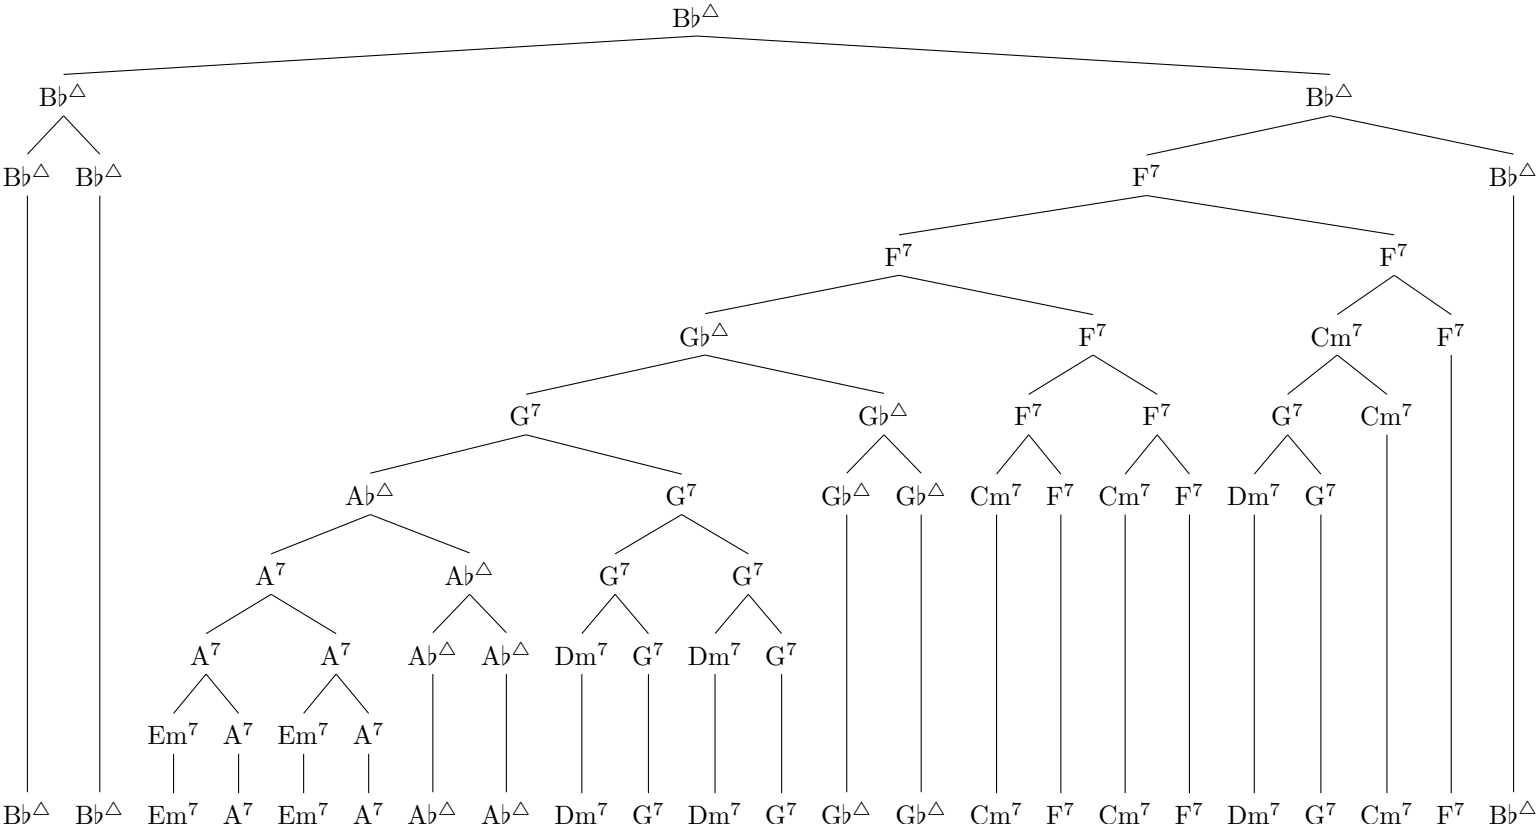 B♭△
B♭△ B♭△
B♭△ B♭△ F⁷ B♭△
F⁷ F⁷
G♭△ F⁷ Cm⁷ F⁷
G⁷ G♭△ F⁷ F⁷ G⁷ Cm⁷
A♭△ G⁷ G♭△ G♭△ Cm⁷ F⁷ Cm⁷ F⁷ Dm⁷ G⁷
A⁷ A♭△ G⁷ G⁷
A⁷ A⁷ A♭△ A♭△ Dm⁷ G⁷ Dm⁷ G⁷
Em⁷ A⁷ Em⁷ A⁷
B♭△ B♭△ Em⁷ A⁷ Em⁷ A⁷ A♭△ A♭△ Dm⁷ G⁷ Dm⁷ G⁷ G♭△ G♭△ Cm⁷ F⁷ Cm⁷ F⁷ Dm⁷ G⁷ Cm⁷ F⁷ B♭△